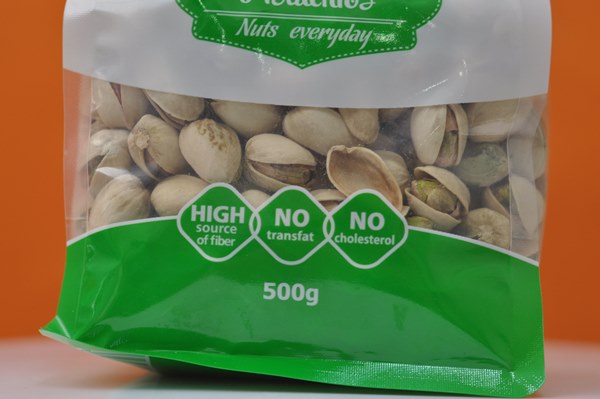 Nuts everyday
HIGH
source
of fiber
NO
transfat
NO
cholesterol
500g